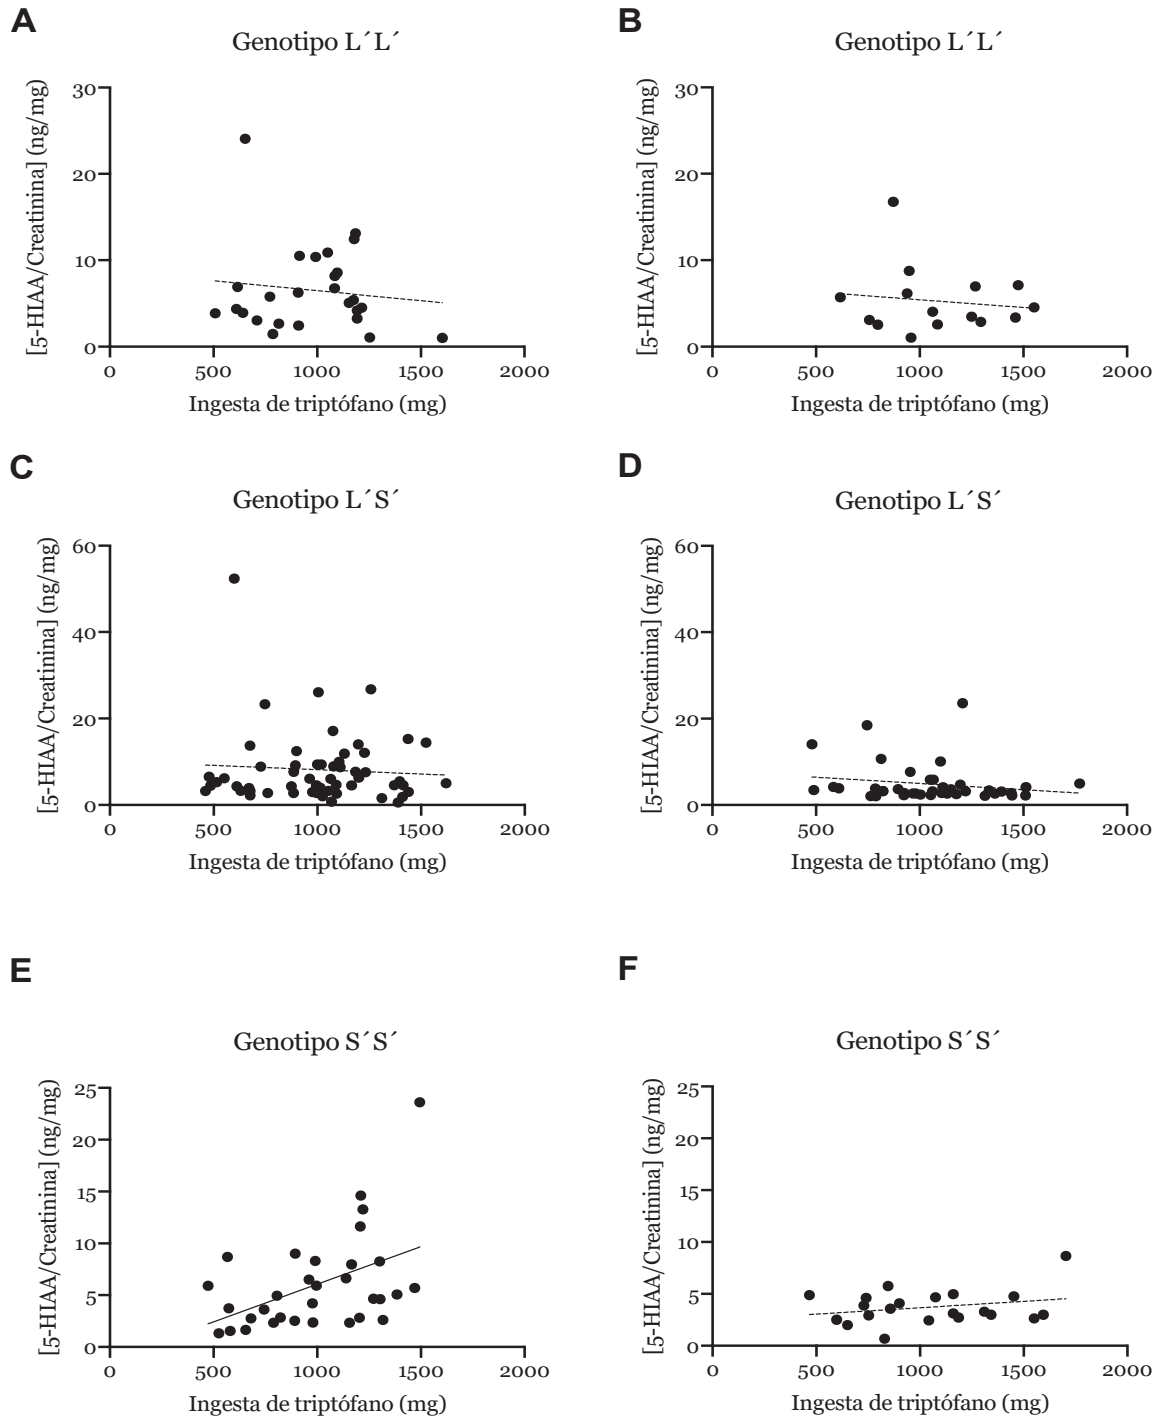 A
Genotipo L´L´
[5-HIAA/Creatinina] (ng/mg)
30
20
10
0
0 500 1000 1500 2000
Ingesta de triptófano (mg)
B
Genotipo L´L´
[5-HIAA/Creatinina] (ng/mg)
30
20
10
0
0 500 1000 1500 2000
Ingesta de triptófano (mg)
C
Genotipo L´S´
[5-HIAA/Creatinina] (ng/mg)
60
40
20
0
0 500 1000 1500 2000
Ingesta de triptófano (mg)
D
Genotipo L´S´
[5-HIAA/Creatinina] (ng/mg)
60
40
20
0
0 500 1000 1500 2000
Ingesta de triptófano (mg)
E
Genotipo S´S´
[5-HIAA/Creatinina] (ng/mg)
25
20
15
10
5
0
0 500 1000 1500 2000
Ingesta de triptófano (mg)
F
Genotipo S´S´
[5-HIAA/Creatinina] (ng/mg)
25
20
15
10
5
0
0 500 1000 1500 2000
Ingesta de triptófano (mg)